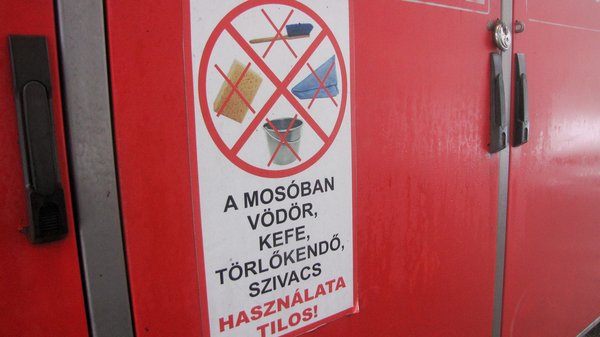 A MOSÓBAN
VÖDÖR,
KEFE,
TÖRLŐKENDŐ,
SZIVACS
HASZNÁLATA
TILOS!